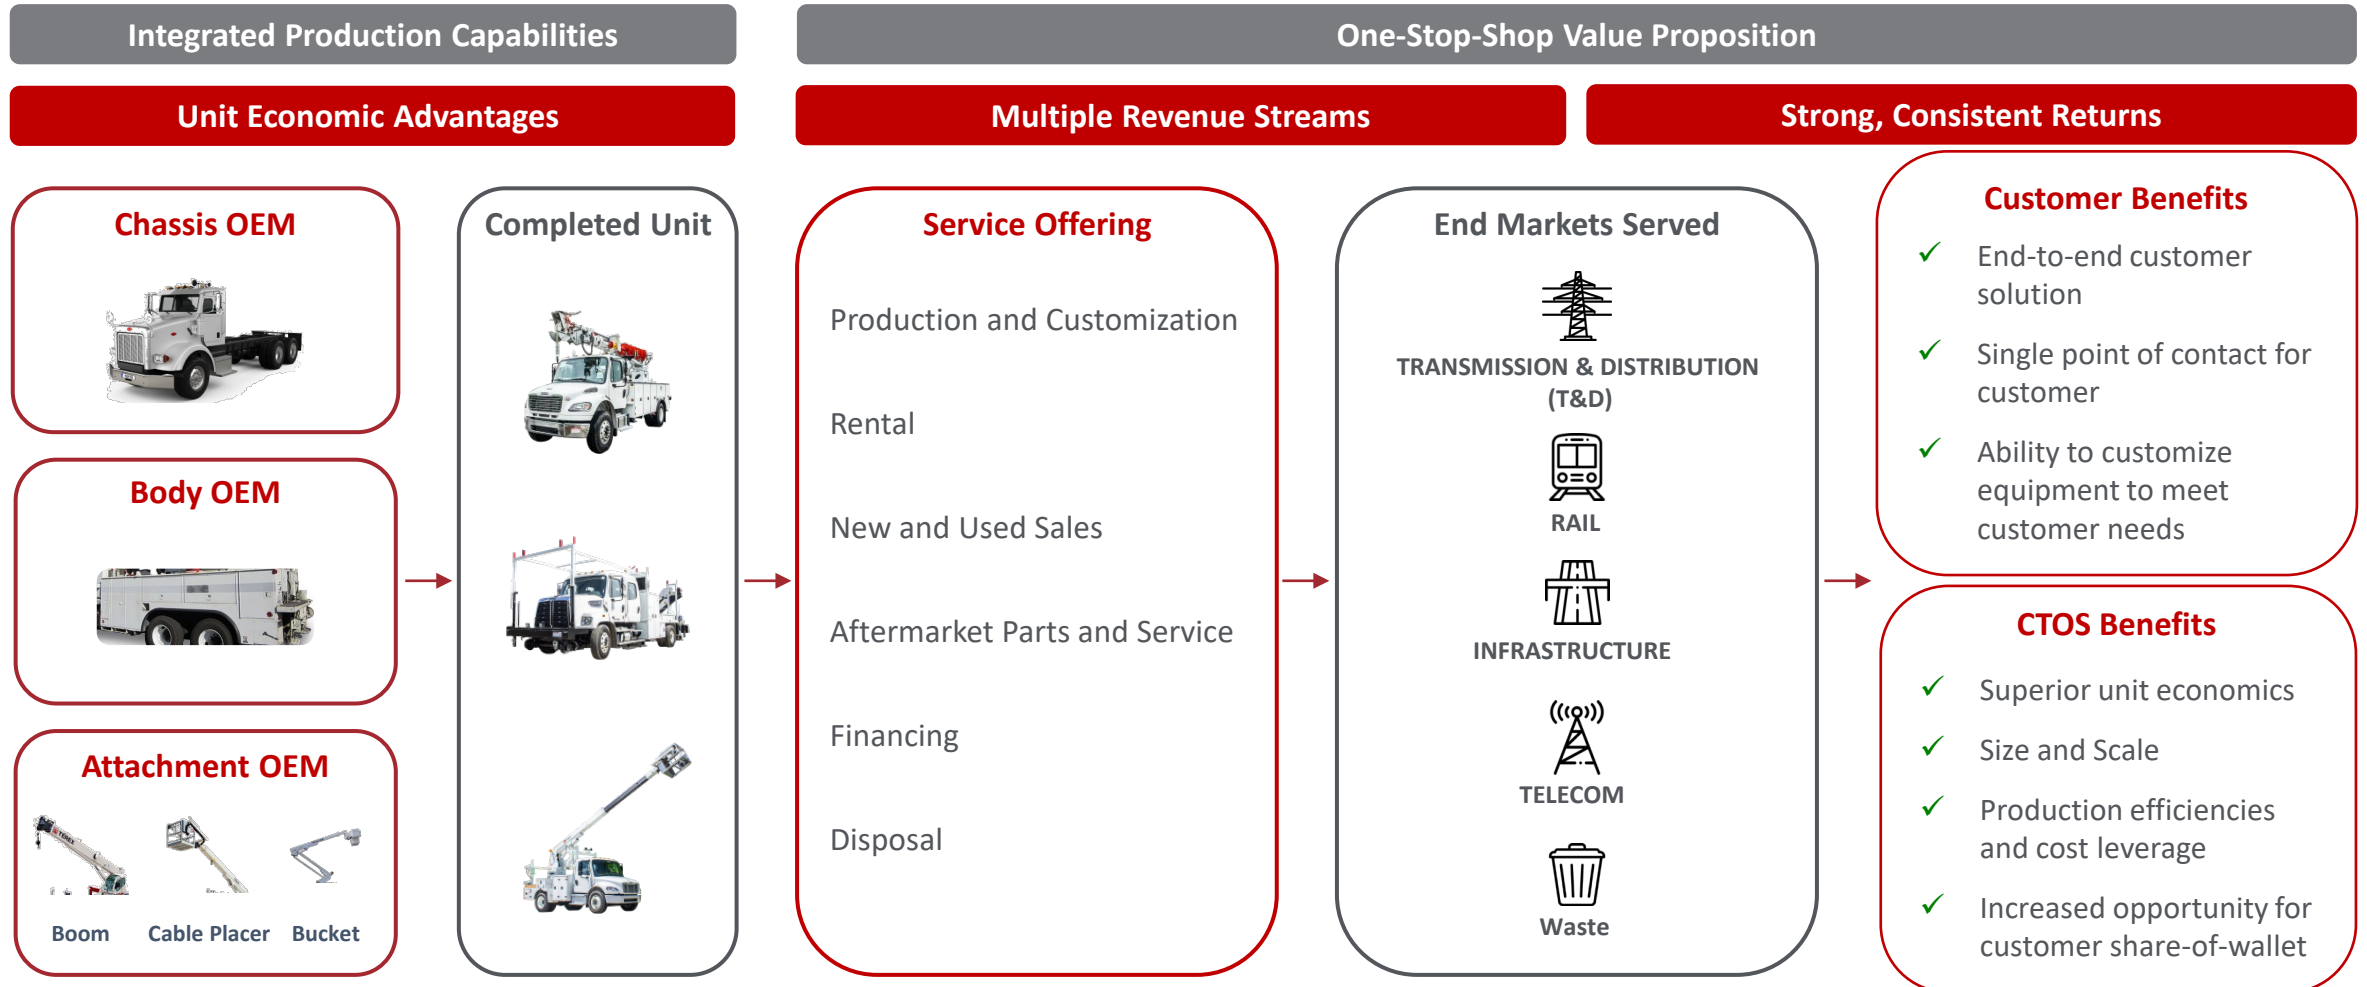 Integrated Production Capabilities
One-Stop-Shop Value Proposition
Unit Economic Advantages
Multiple Revenue Streams
Strong, Consistent Returns
Chassis OEM
Body OEM
Attachment OEM
TEREX
Boom
Cable Placer
Bucket
Completed Unit
Service Offering
Production and Customization
Rental
New and Used Sales
Aftermarket Parts and Service
Financing
Disposal
End Markets Served
TRANSMISSION & DISTRIBUTION
(T&D)
RAIL
INFRASTRUCTURE
TELECOM
Waste
Customer Benefits
✓ End-to-end customer
solution
✓ Single point of contact for
customer
✓ Ability to customize
equipment to meet
customer needs
CTOS Benefits
✓ Superior unit economics
✓ Size and Scale
✓ Production efficiencies
and cost leverage
✓ Increased opportunity for
customer share-of-wallet